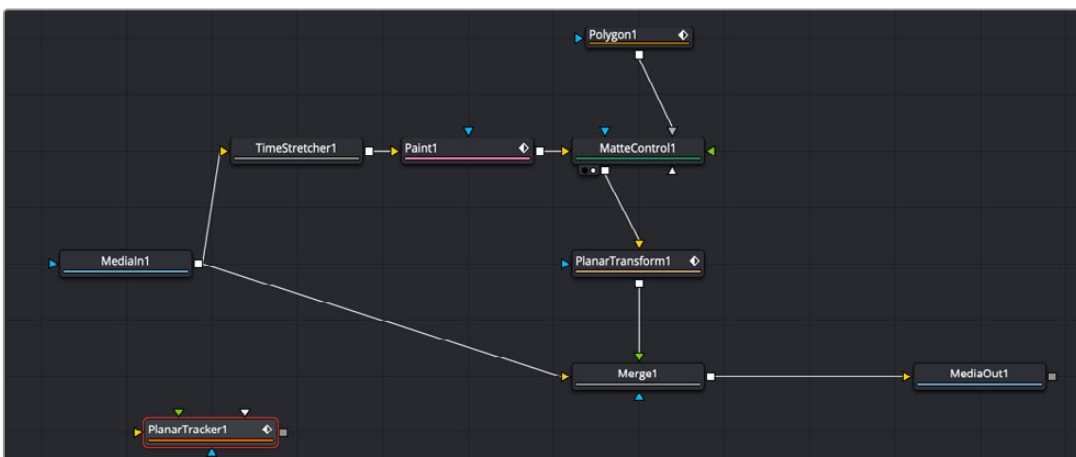 Polygon1
TimeStretcher1
Paint1
MatteControl1
MediaIn1
PlanarTransform1
Merge1
MediaOut1
PlanarTracker1